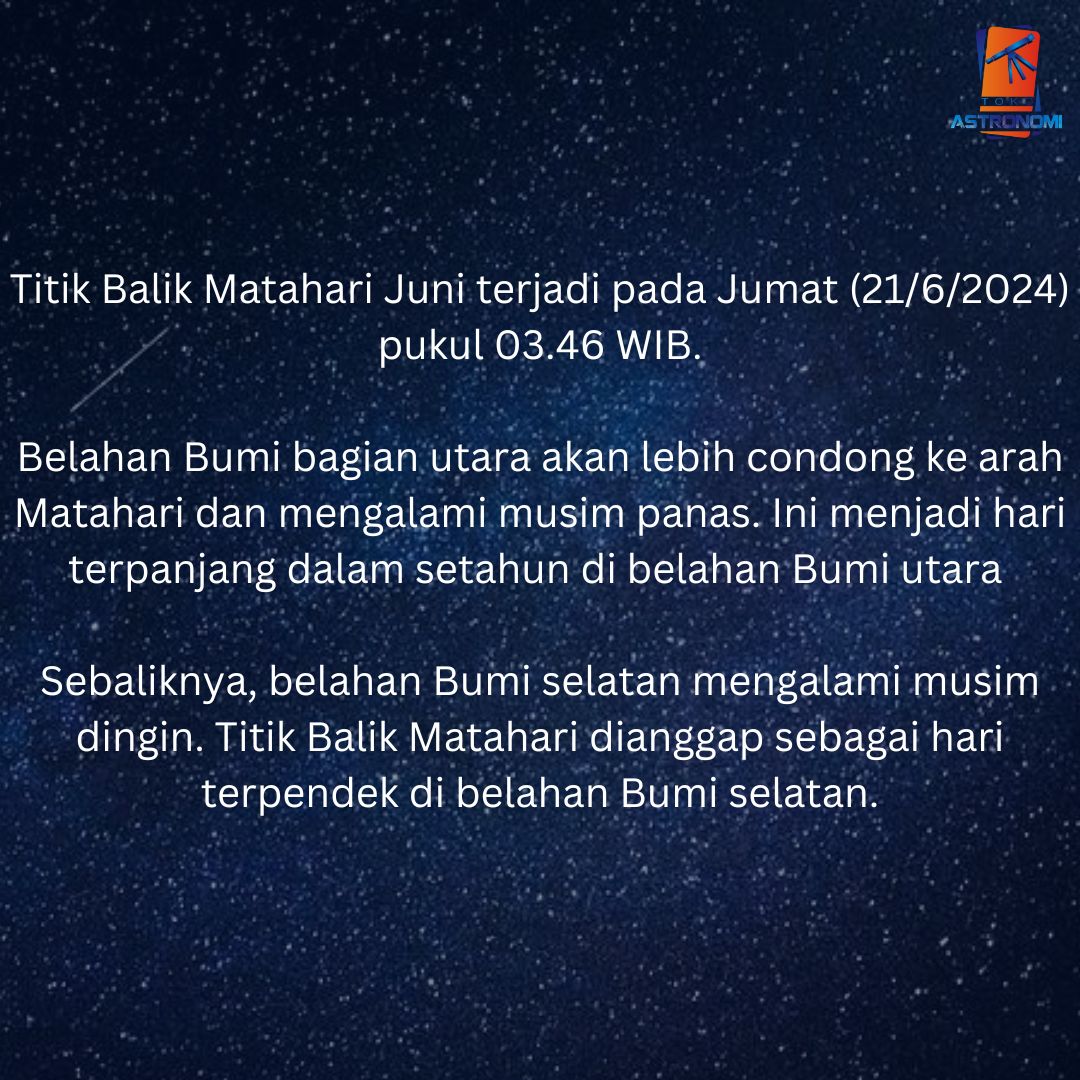 TOKO
ASTRONOMI
Titik Balik Matahari Juni terjadi pada Jumat (21/6/2024)
pukul 03.46 WIB.
Belahan Bumi bagian utara akan lebih condong ke arah
Matahari dan mengalami musim panas. Ini menjadi hari
terpanjang dalam setahun di belahan Bumi utara
Sebaliknya, belahan Bumi selatan mengalami musim
dingin. Titik Balik Matahari dianggap sebagai hari
terpendek di belahan Bumi selatan.